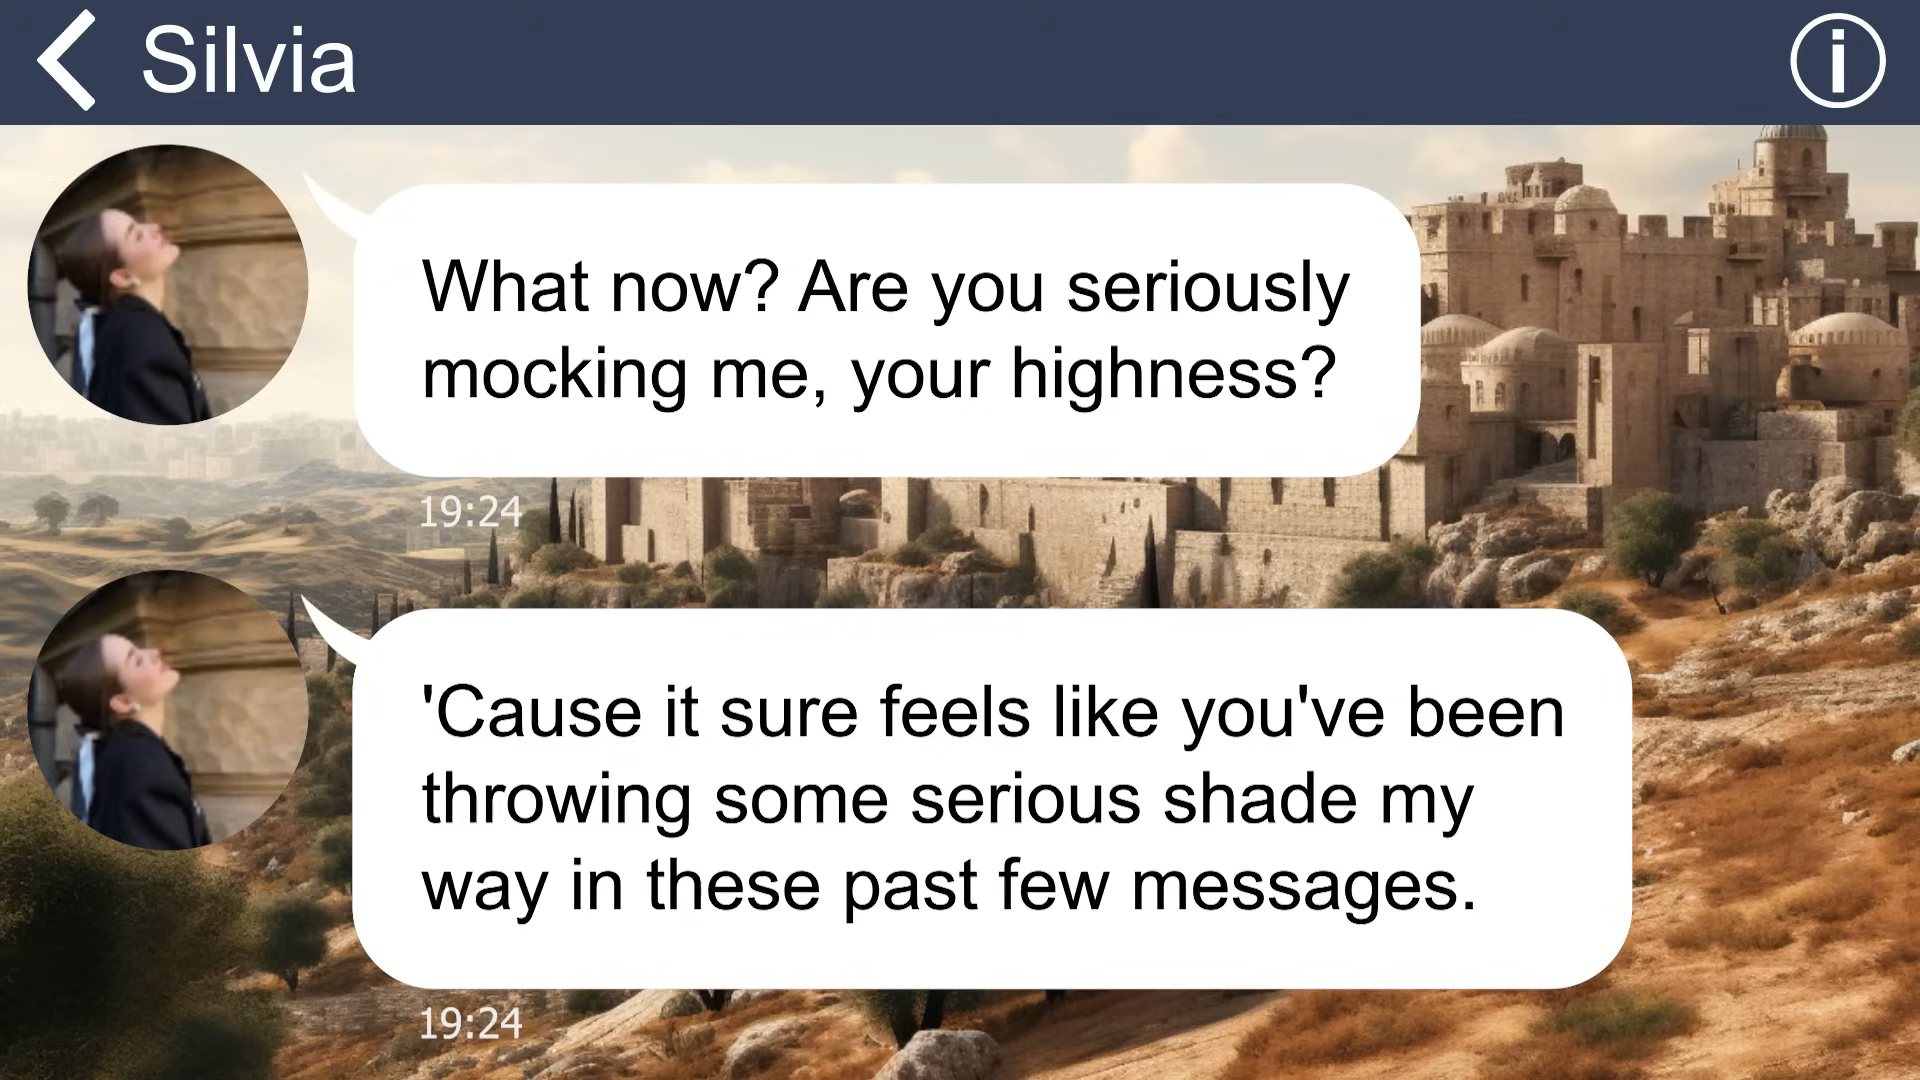 Silvia
What now? Are you seriously
mocking me, your highness?
19:24
'Cause it sure feels like you've been
throwing some serious shade my
way in these past few messages.
19:24